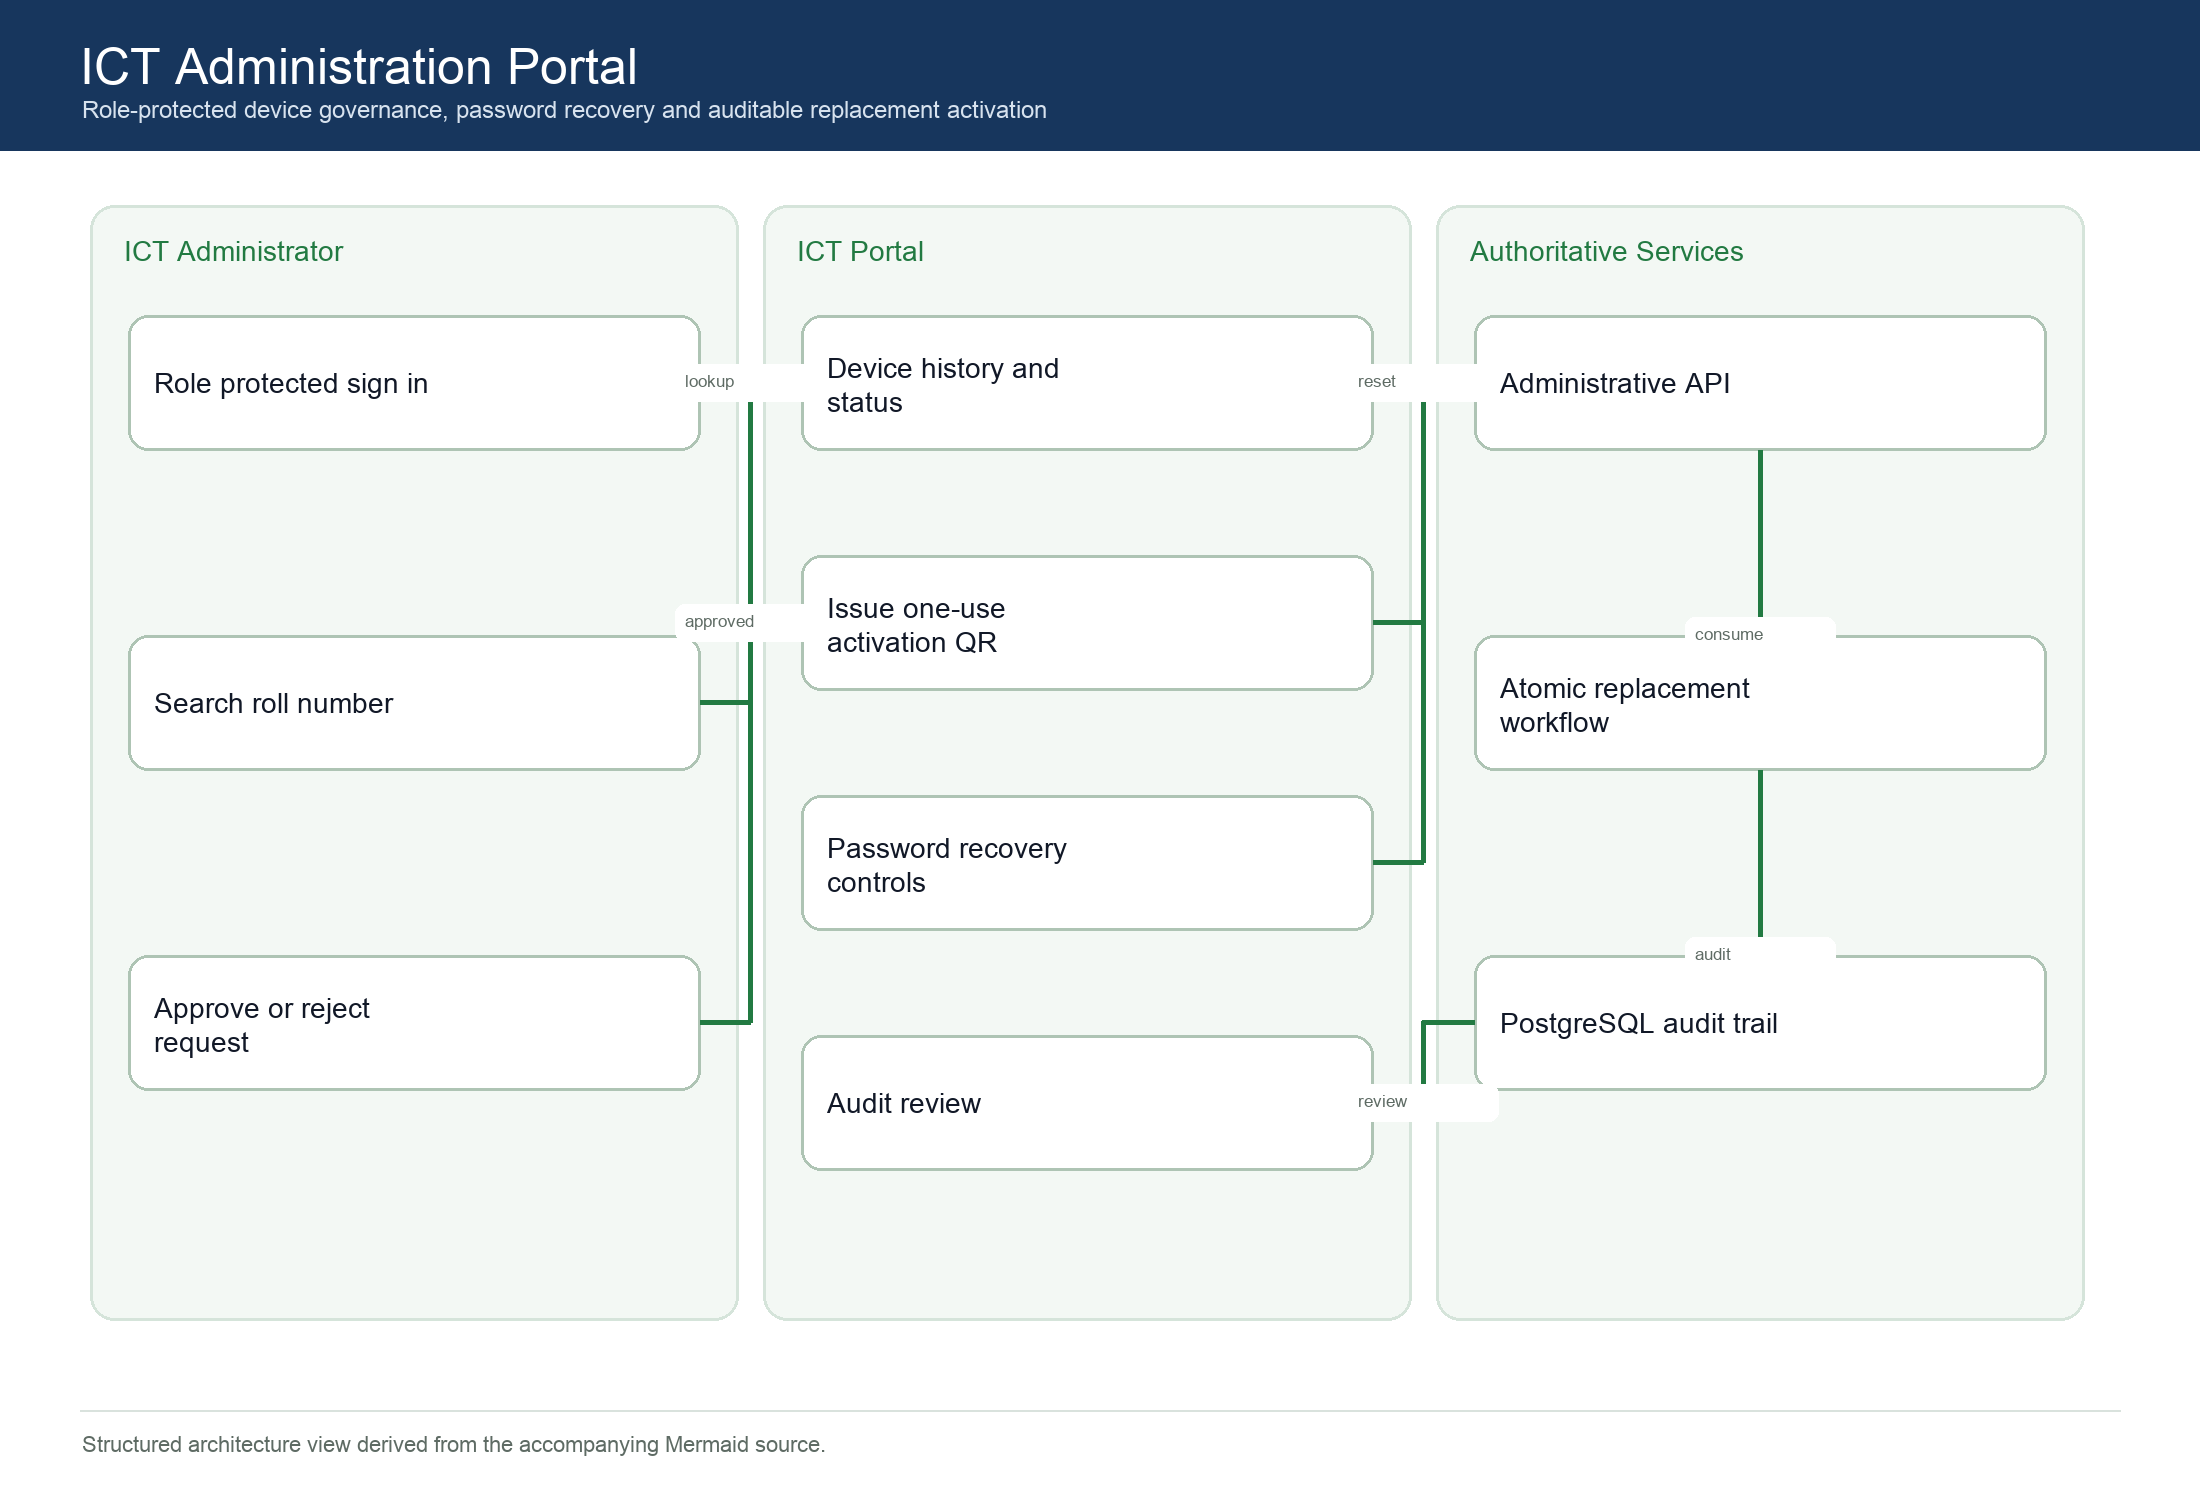 ICT Administration Portal
Role-protected device governance, password recovery and auditable replacement activation
ICT Administrator
Role protected sign in
lookup
approved
Search roll number
Approve or reject
request
ICT Portal
Device history and
status
reset
Issue one-use
activation QR
Password recovery
controls
Audit review
review
Authoritative Services
Administrative API
consume
Atomic replacement
workflow
audit
PostgreSQL audit trail
Structured architecture view derived from the accompanying Mermaid source.